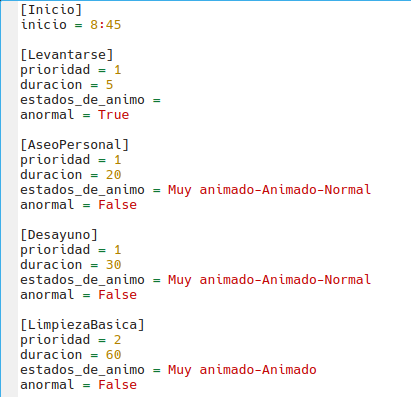 [Inicio]
inicio = 8:45
[Levantarse]
prioridad = 1
duracion = 5
estados_de_animo =
anormal = True
[AseoPersonal]
prioridad = 1
duracion = 20
estados_de_animo = Muy animado-Animado-Normal
anormal = False
[Desayuno]
prioridad = 1
duracion = 30
estados_de_animo = Muy animado-Animado-Normal
anormal = False
[LimpiezaBasica]
prioridad = 2
duracion = 60
estados_de_animo = Muy animado-Animado
anormal = False